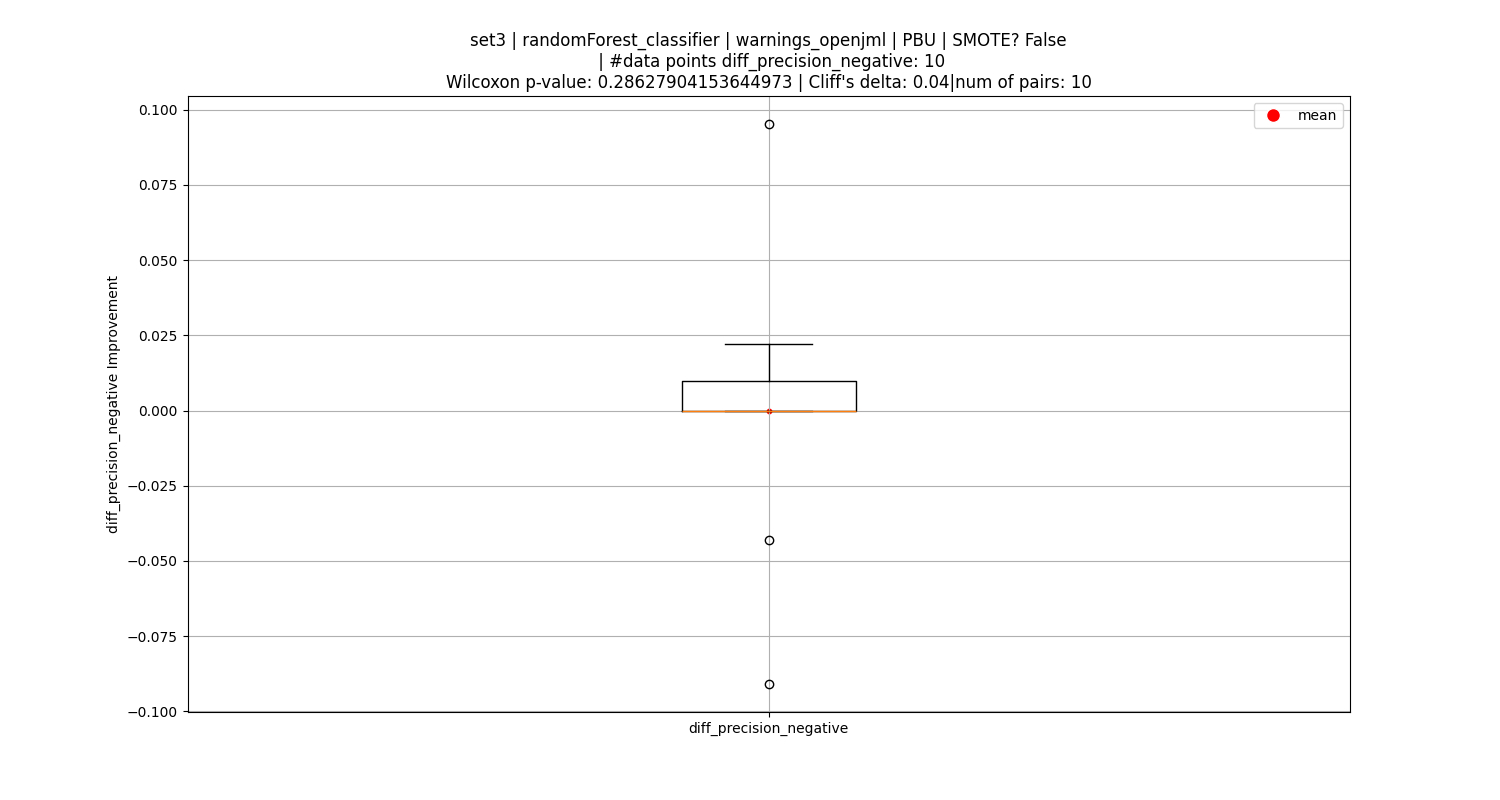 set3 | randomForest_classifier | warnings_openjml | PBU | SMOTE? False
| #data points diff_precision_negative: 10
Wilcoxon p-value: 0.28627904153644973 | Cliff's delta: 0.04|num of pairs: 10
mean
0.100
0.075
0.050
0.025
0.000
−0.025
−0.050
−0.075
−0.100
diff_precision_negative Improvement
diff_precision_negative